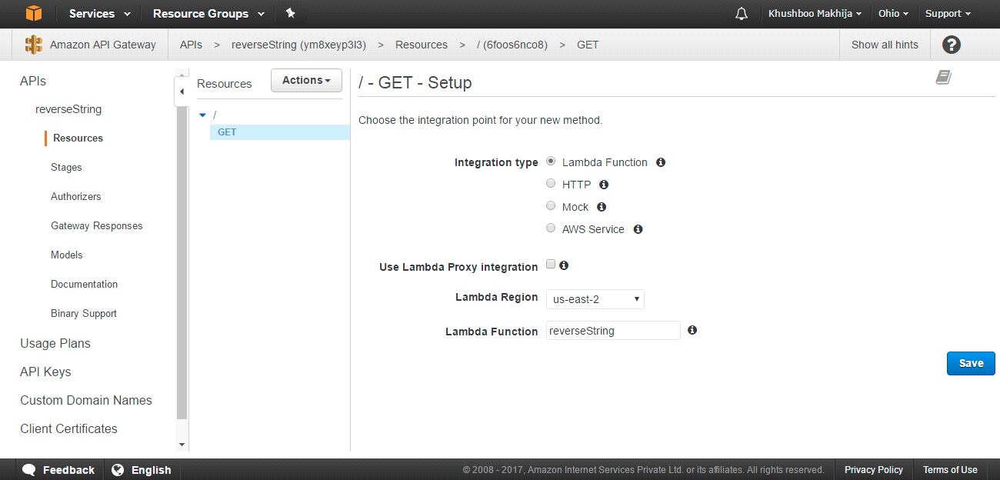 Services Resource Groups Khushboo Makhija Ohio Support
Amazon API Gateway APIs > reverseString (ym8xeyp3l3) > Resources > / (6foos6nco8) > GET Show all hints ?
APIs
reverseString
Resources
Stages
Authorizers
Gateway Responses
Models
Documentation
Binary Support
Usage Plans
API Keys
Custom Domain Names
Client Certificates
Resources Actions
/
GET
/ - GET - Setup
Choose the integration point for your new method.
Integration type Lambda Function
HTTP
Mock
AWS Service
Use Lambda Proxy integration
Lambda Region us-east-2
Lambda Function reverseString
Save
Feedback English © 2008 - 2017, Amazon Internet Services Private Ltd. or its affiliates. All rights reserved. Privacy Policy Terms of Use